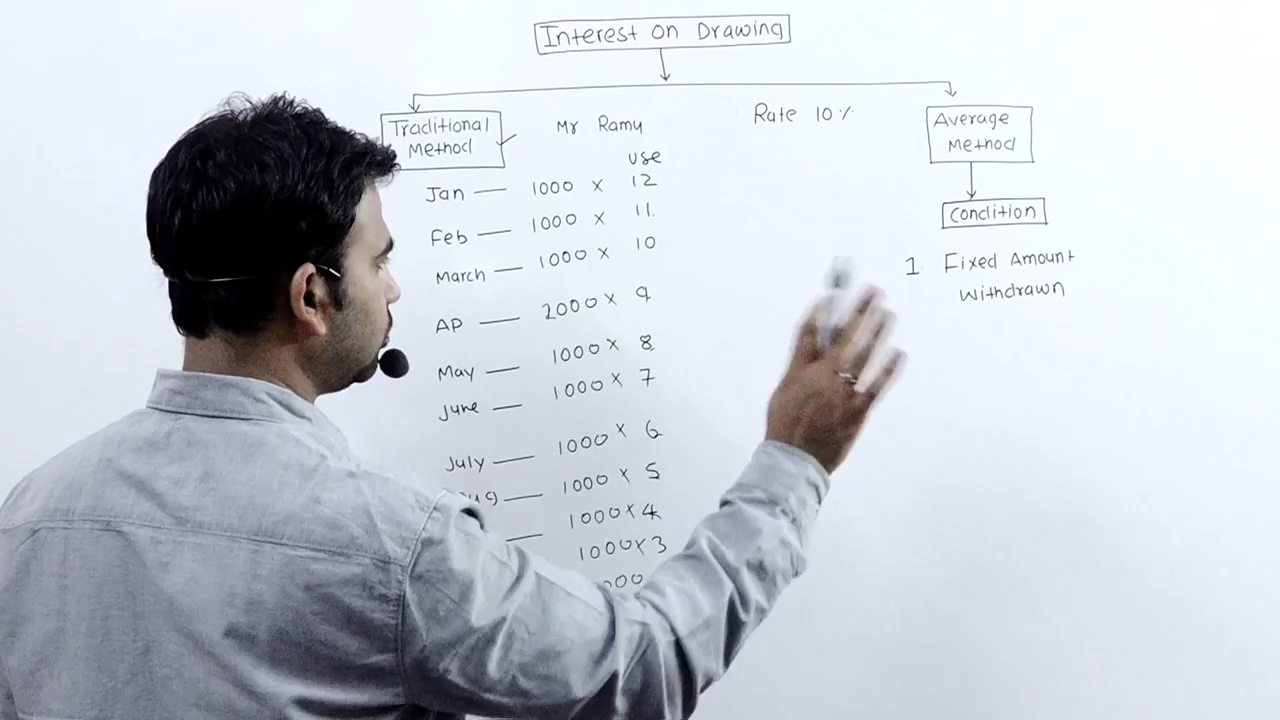 Interest on Drawing
Traditional
Method
Mr Ramu
Rate 10%
Average
Method
use
Jan — 1000 × 12
Feb — 1000 × 11.
March — 1000 × 10
AP — 2000 × 9
May — 1000 × 8
June — 1000 × 7
July — 1000 × 6
— 1000 × 5
1000 × 4
— 1000 × 3
Condition
1. Fixed Amount
Withdrawn